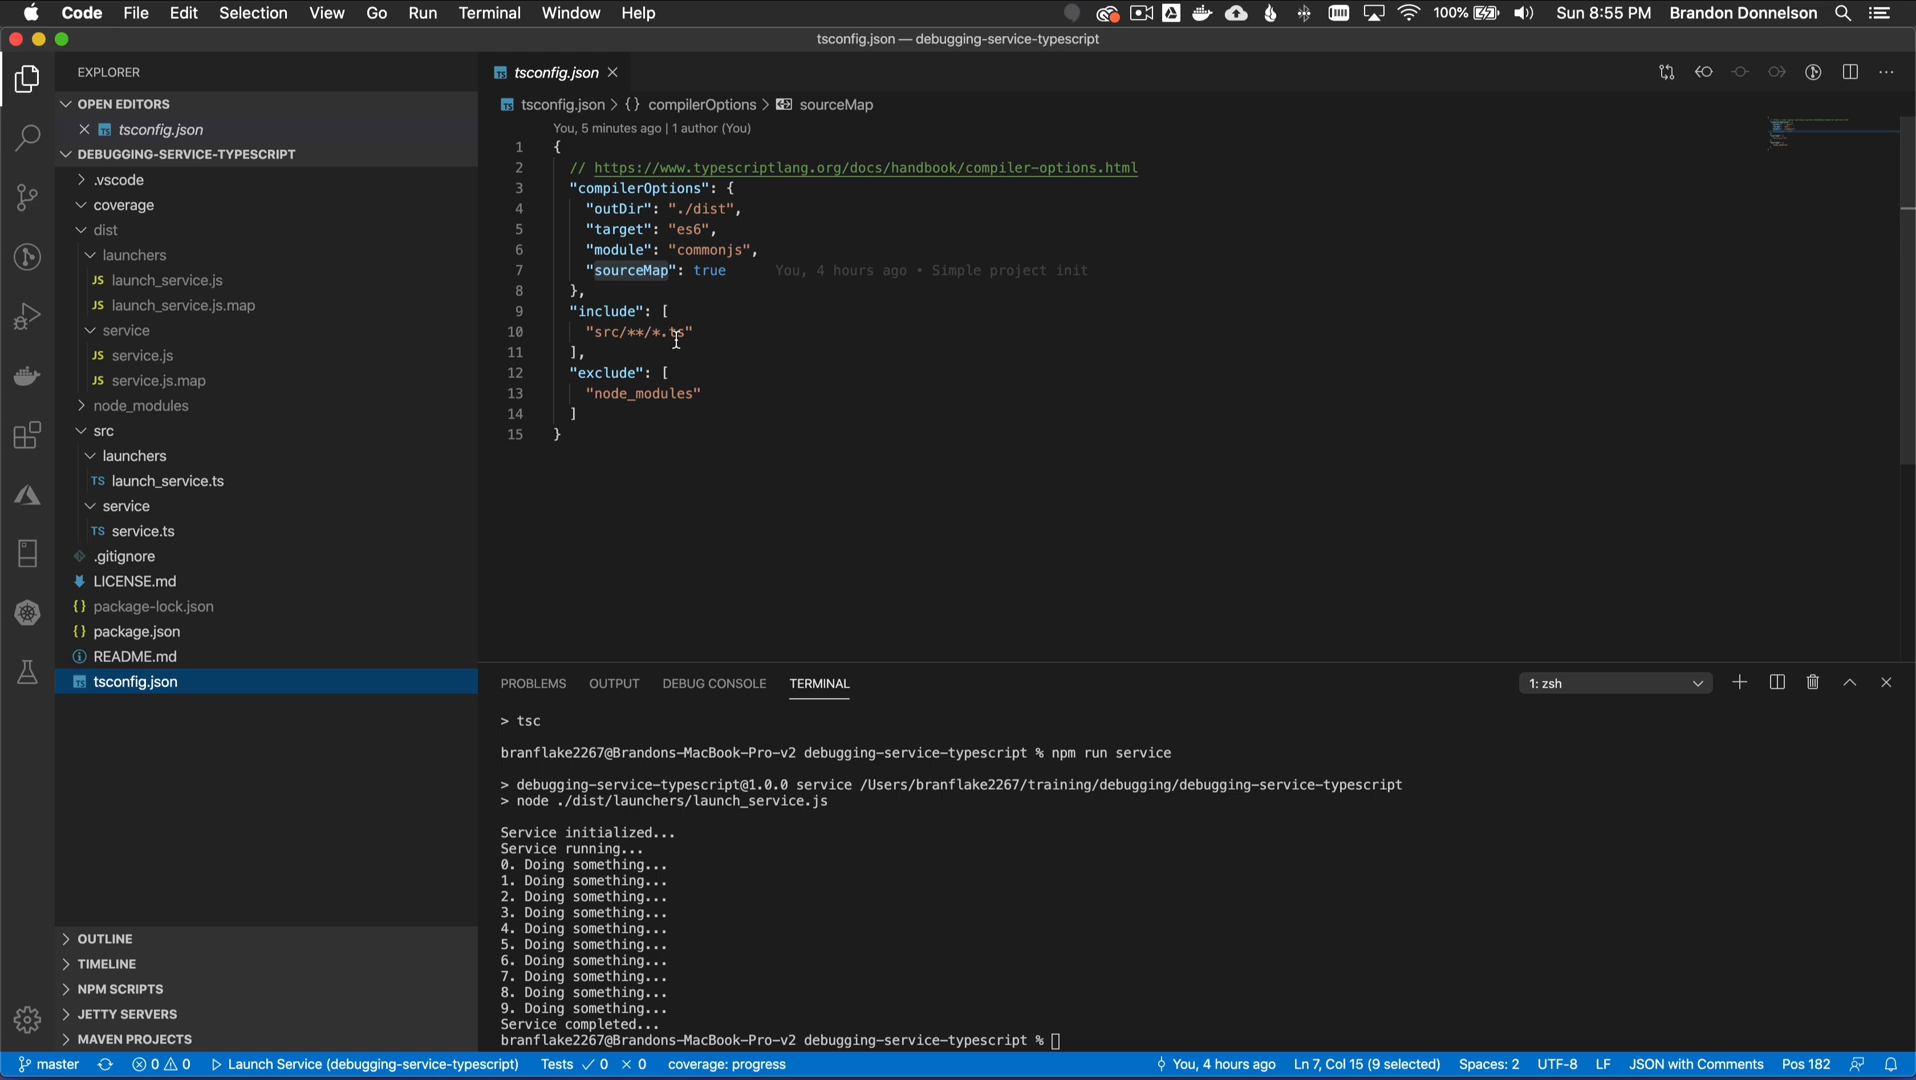 Code File Edit Selection View Go Run Terminal Window Help 100% Sun 8:55 PM Brandon Donnelson
tsconfig.json — debugging-service-typescript
EXPLORER
OPEN EDITORS
tsconfig.json
DEBUGGING-SERVICE-TYPESCRIPT
.vscode
coverage
dist
launchers
JS launch_service.js
JS launch_service.js.map
service
JS service.js
JS service.js.map
node_modules
src
launchers
TS launch_service.ts
service
TS service.ts
.gitignore
LICENSE.md
{} package-lock.json
{} package.json
README.md
TS tsconfig.json
OUTLINE
TIMELINE
NPM SCRIPTS
JETTY SERVERS
MAVEN PROJECTS
TS tsconfig.json
TS tsconfig.json > {} compilerOptions > sourceMap
You, 5 minutes ago | 1 author (You)
1 {
2 // https://www.typescriptlang.org/docs/handbook/compiler-options.html
3 "compilerOptions": {
4 "outDir": "./dist",
5 "target": "es6",
6 "module": "commonjs",
7 "sourceMap": true You, 4 hours ago • Simple project init
8 },
9 "include": [
10 "src/**/*.ts"
11 ],
12 "exclude": [
13 "node_modules"
14 ]
15 }
PROBLEMS OUTPUT DEBUG CONSOLE TERMINAL 1: zsh
> tsc
branflake2267@Brandons-MacBook-Pro-v2 debugging-service-typescript % npm run service
> debugging-service-typescript@1.0.0 service /Users/branflake2267/training/debugging/debugging-service-typescript
> node ./dist/launchers/launch_service.js
Service initialized...
Service running...
0. Doing something...
1. Doing something...
2. Doing something...
3. Doing something...
4. Doing something...
5. Doing something...
6. Doing something...
7. Doing something...
8. Doing something...
9. Doing something...
Service completed...
branflake2267@Brandons-MacBook-Pro-v2 debugging-service-typescript %
master 0 0 Launch Service (debugging-service-typescript) Tests ✓ 0 × 0 coverage: progress You, 4 hours ago Ln 7, Col 15 (9 selected) Spaces: 2 UTF-8 LF JSON with Comments Pos 182